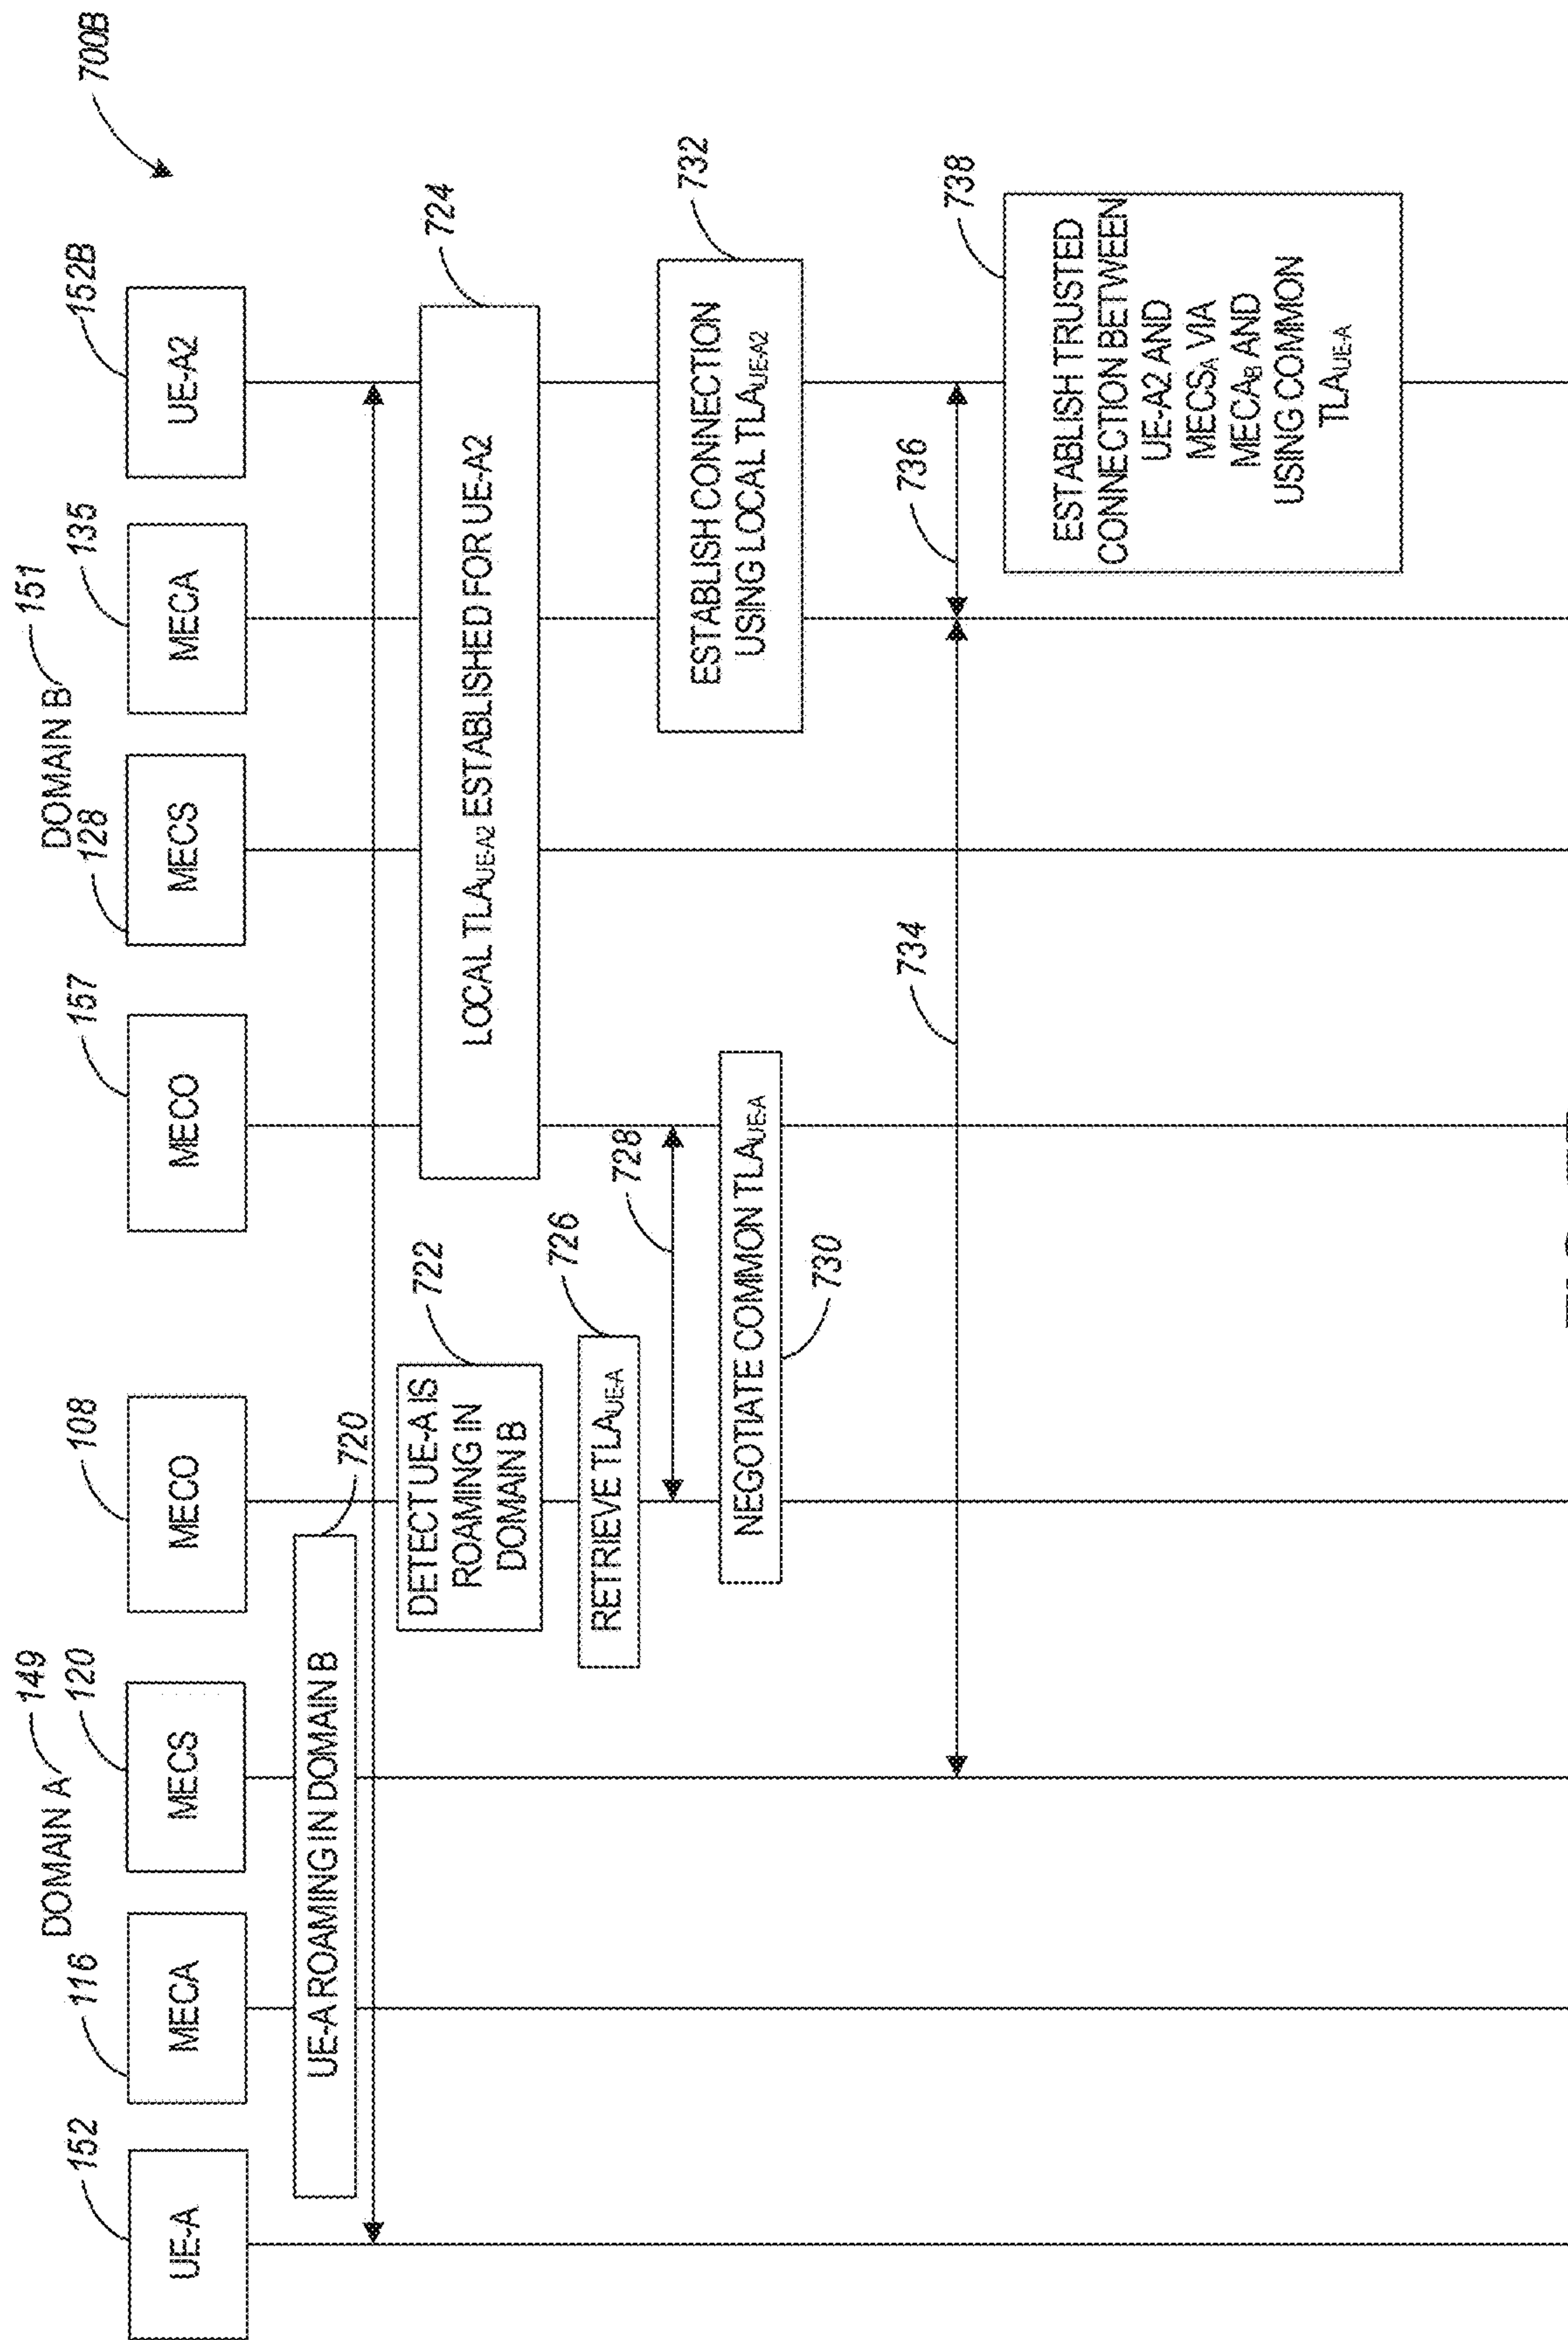 700B
DOMAIN A
149
DOMAIN B
151
152
116
120
108
157
128
135
152B
UE-A
MECA
MECS
MECO
MECO
MECS
MECA
UE-A2
UE-A ROAMING IN DOMAIN B
720
DETECT UE-A IS
ROAMING IN
DOMAIN B
722
LOCAL TLAUE-A2 ESTABLISHED FOR UE-A2
724
RETRIEVE TLAUE-A
726
728
NEGOTIATE COMMON TLAUE-A
730
ESTABLISH CONNECTION
USING LOCAL TLAUE-A2
732
734
736
ESTABLISH TRUSTED
CONNECTION BETWEEN
UE-A2 AND
MECSA VIA
MECAB AND
USING COMMON
TLAUE-A
738